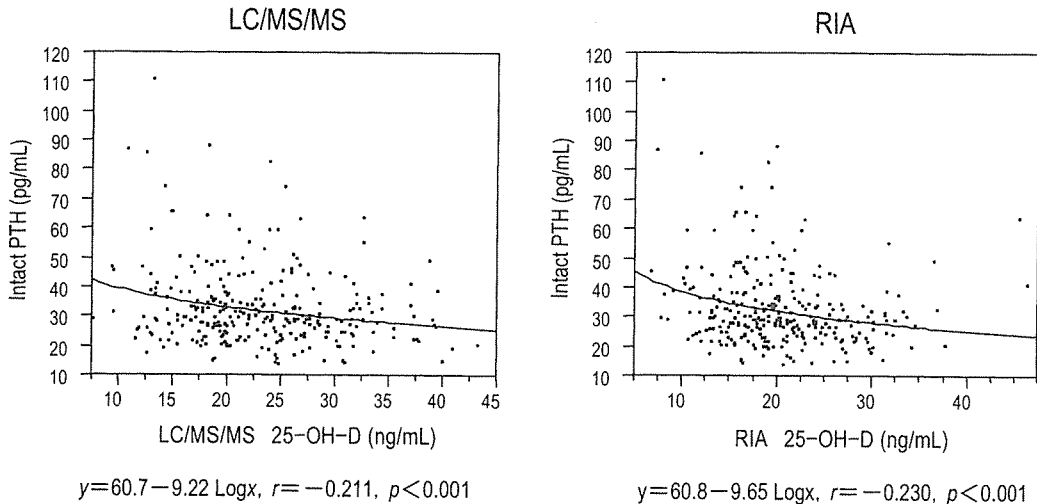 LC/MS/MS
120
110
100
90
80
70
60
50
40
30
20
10
Intact PTH (pg/mL)
10 15 20 25 30 35 40 45
LC/MS/MS 25-OH-D (ng/mL)
y=60.7-9.22 Logx, r=-0.211, p<0.001
RIA
120
110
100
90
80
70
60
50
40
30
20
10
Intact PTH (pg/mL)
10 20 30 40
RIA 25-OH-D (ng/mL)
y=60.8-9.65 Logx, r=-0.230, p<0.001